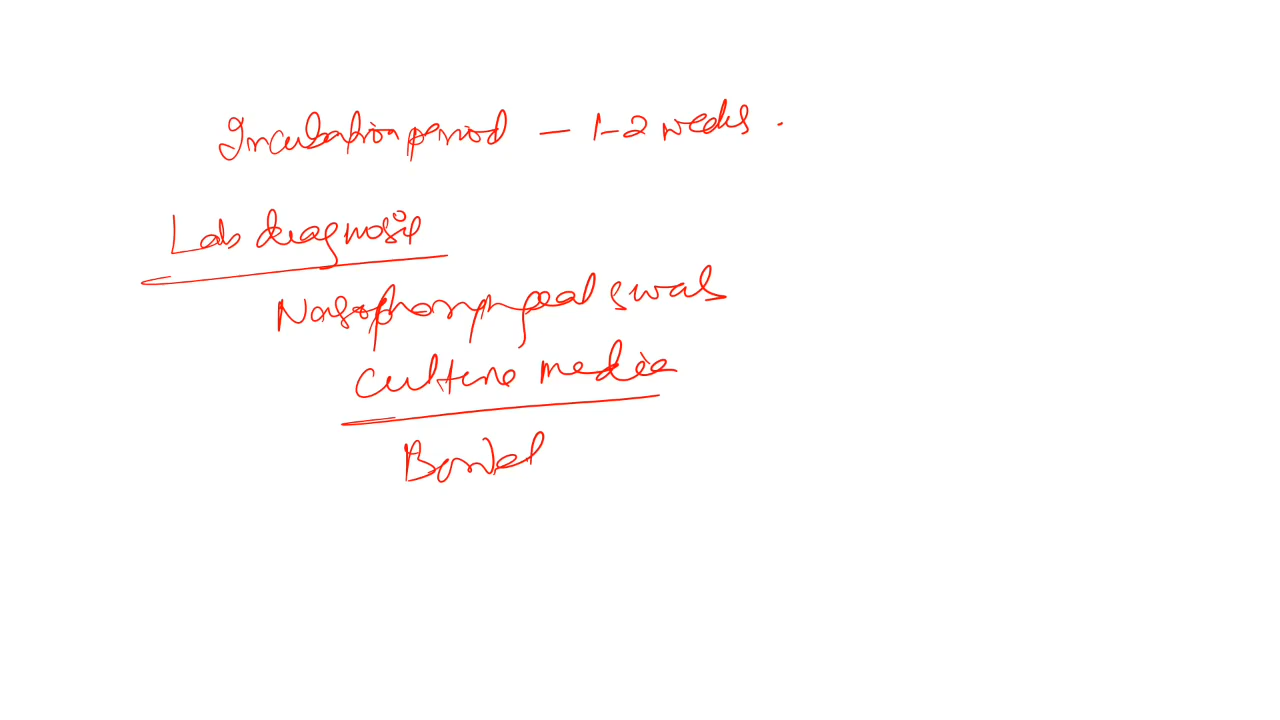 Incubation period - 1-2 weeks.
Lab diagnosis
Nasopharyngeal swab
Culture media
Bordet